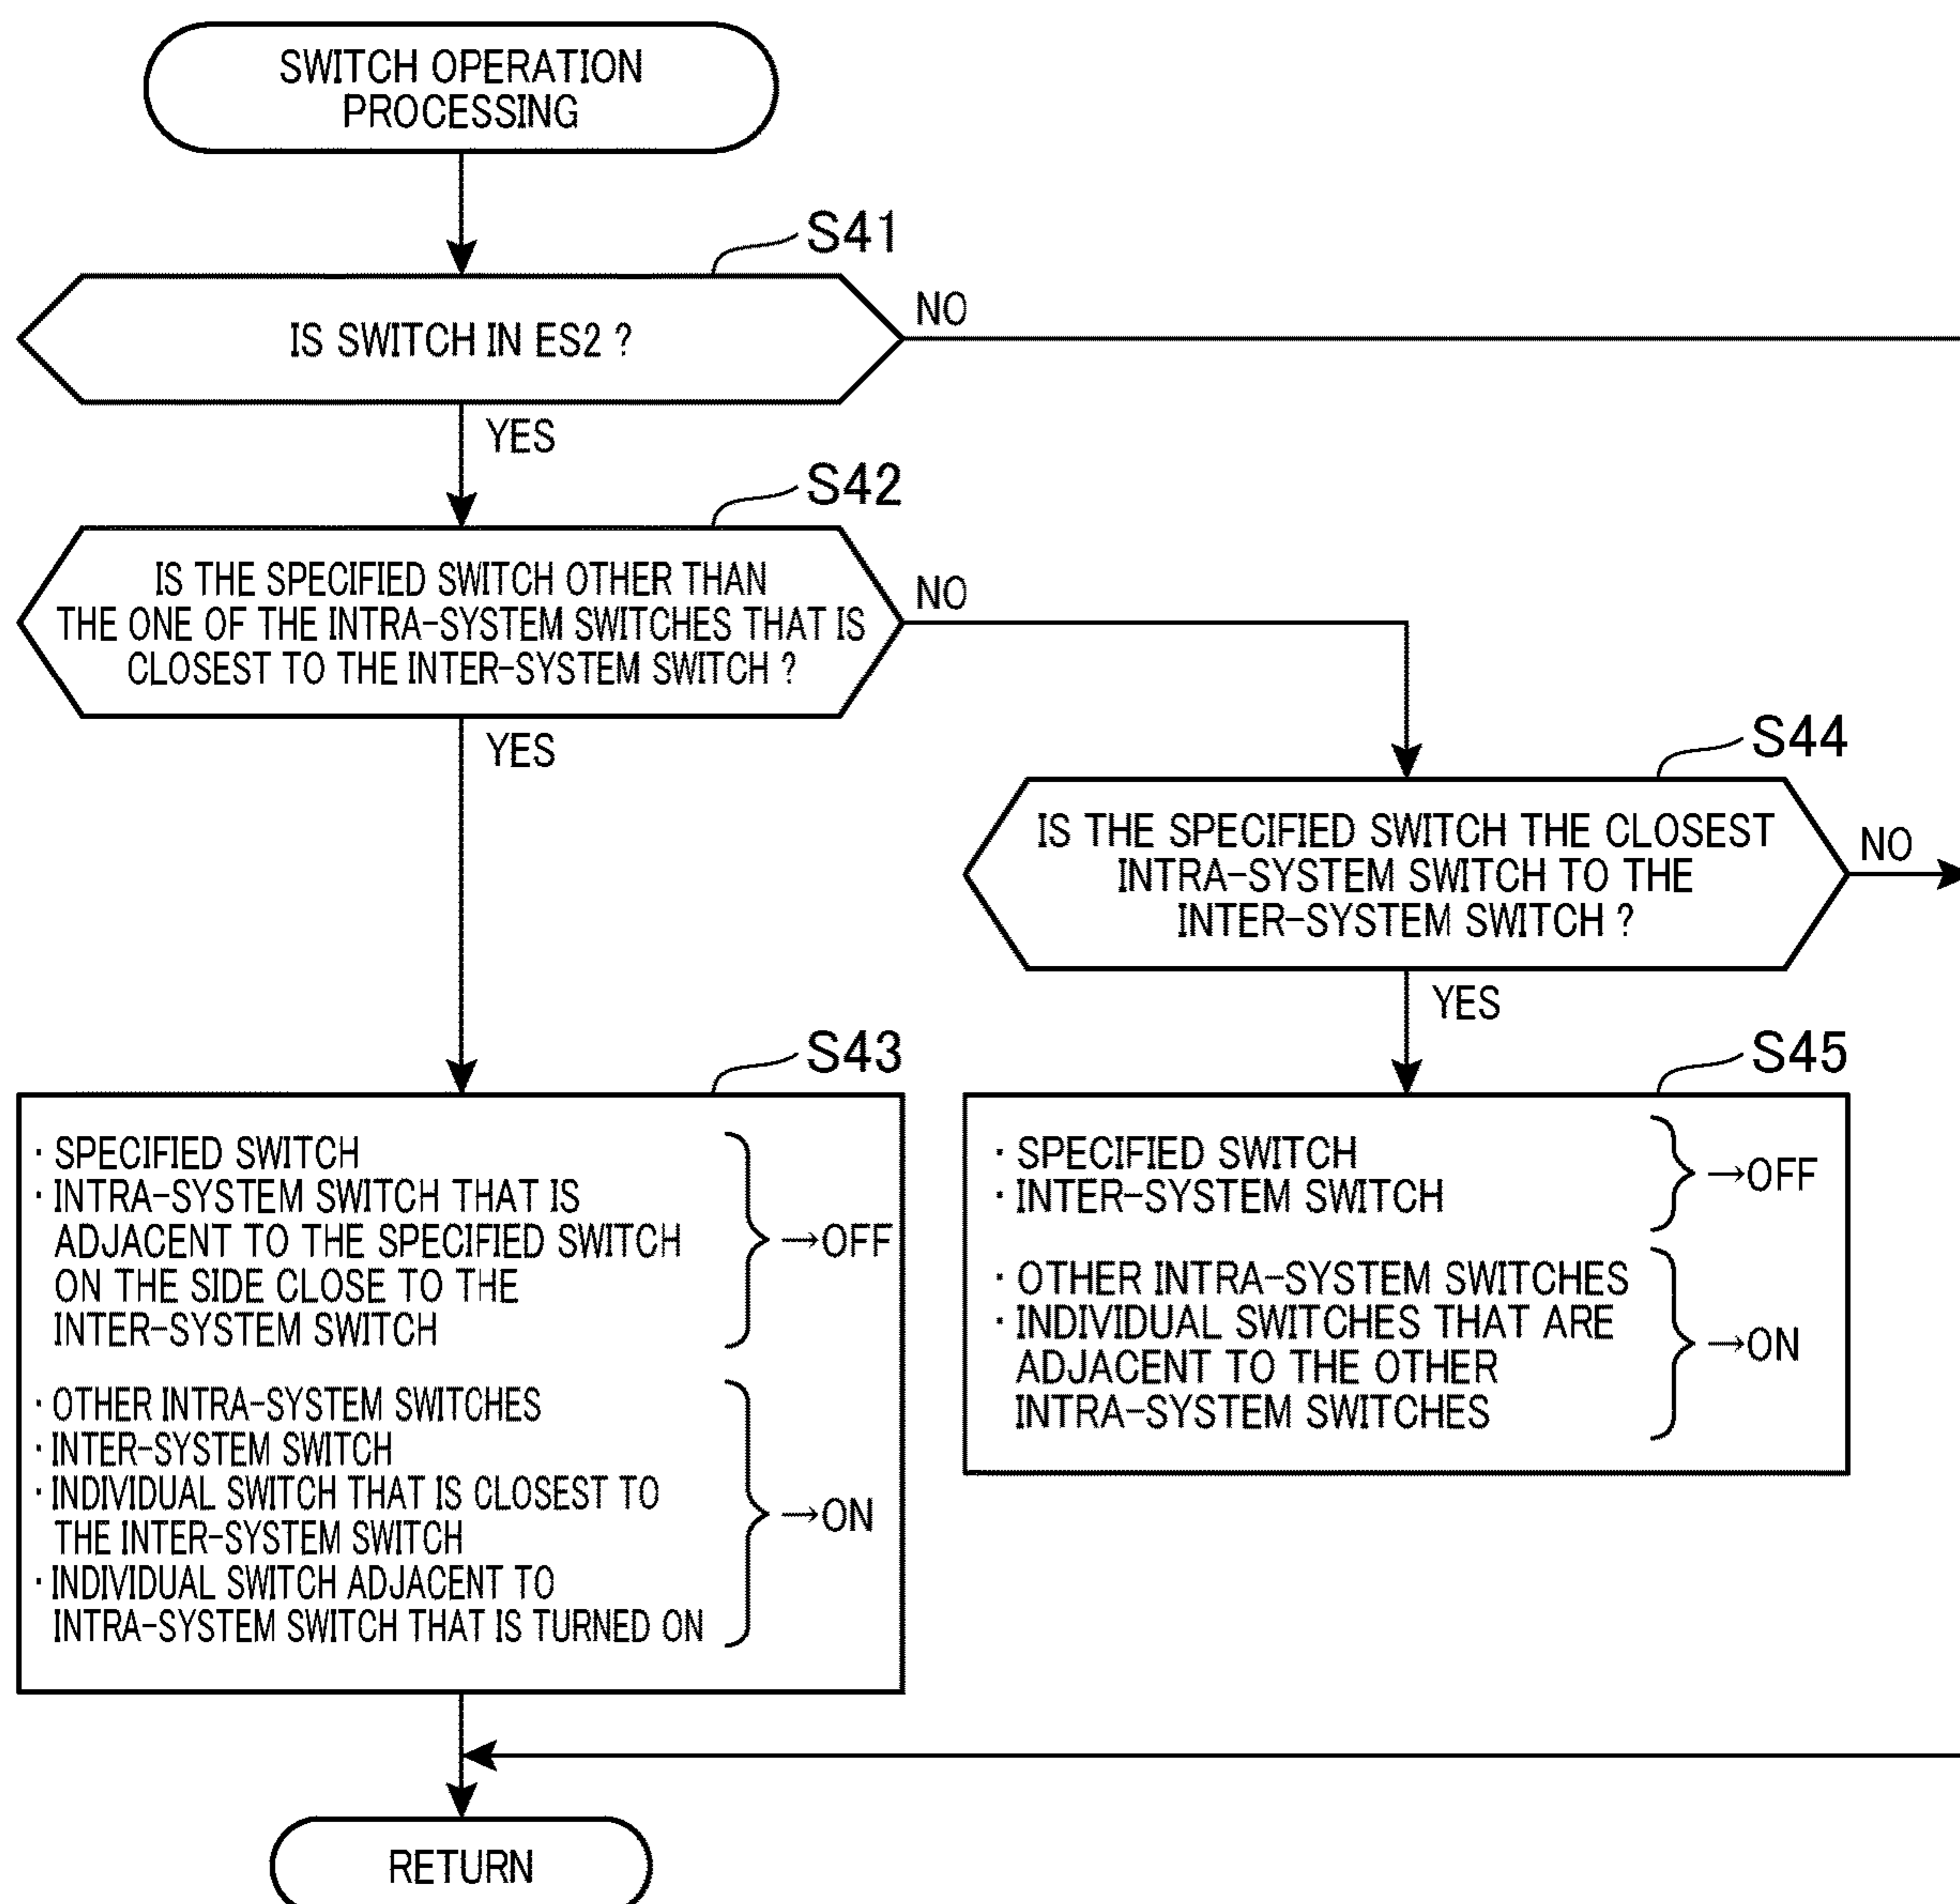 SWITCH OPERATION
PROCESSING
S41
IS SWITCH IN ES2 ?
NO
YES
S42
IS THE SPECIFIED SWITCH OTHER THAN
THE ONE OF THE INTRA-SYSTEM SWITCHES THAT IS
CLOSEST TO THE INTER-SYSTEM SWITCH ?
NO
YES
S44
IS THE SPECIFIED SWITCH THE CLOSEST
INTRA-SYSTEM SWITCH TO THE
INTER-SYSTEM SWITCH ?
NO
YES
S43
· SPECIFIED SWITCH
· INTRA-SYSTEM SWITCH THAT IS
ADJACENT TO THE SPECIFIED SWITCH
ON THE SIDE CLOSE TO THE
INTER-SYSTEM SWITCH
→OFF
· OTHER INTRA-SYSTEM SWITCHES
· INTER-SYSTEM SWITCH
· INDIVIDUAL SWITCH THAT IS CLOSEST TO
THE INTER-SYSTEM SWITCH
· INDIVIDUAL SWITCH ADJACENT TO
INTRA-SYSTEM SWITCH THAT IS TURNED ON
→ON
S45
· SPECIFIED SWITCH
· INTER-SYSTEM SWITCH
→OFF
· OTHER INTRA-SYSTEM SWITCHES
· INDIVIDUAL SWITCHES THAT ARE
ADJACENT TO THE OTHER
INTRA-SYSTEM SWITCHES
→ON
RETURN